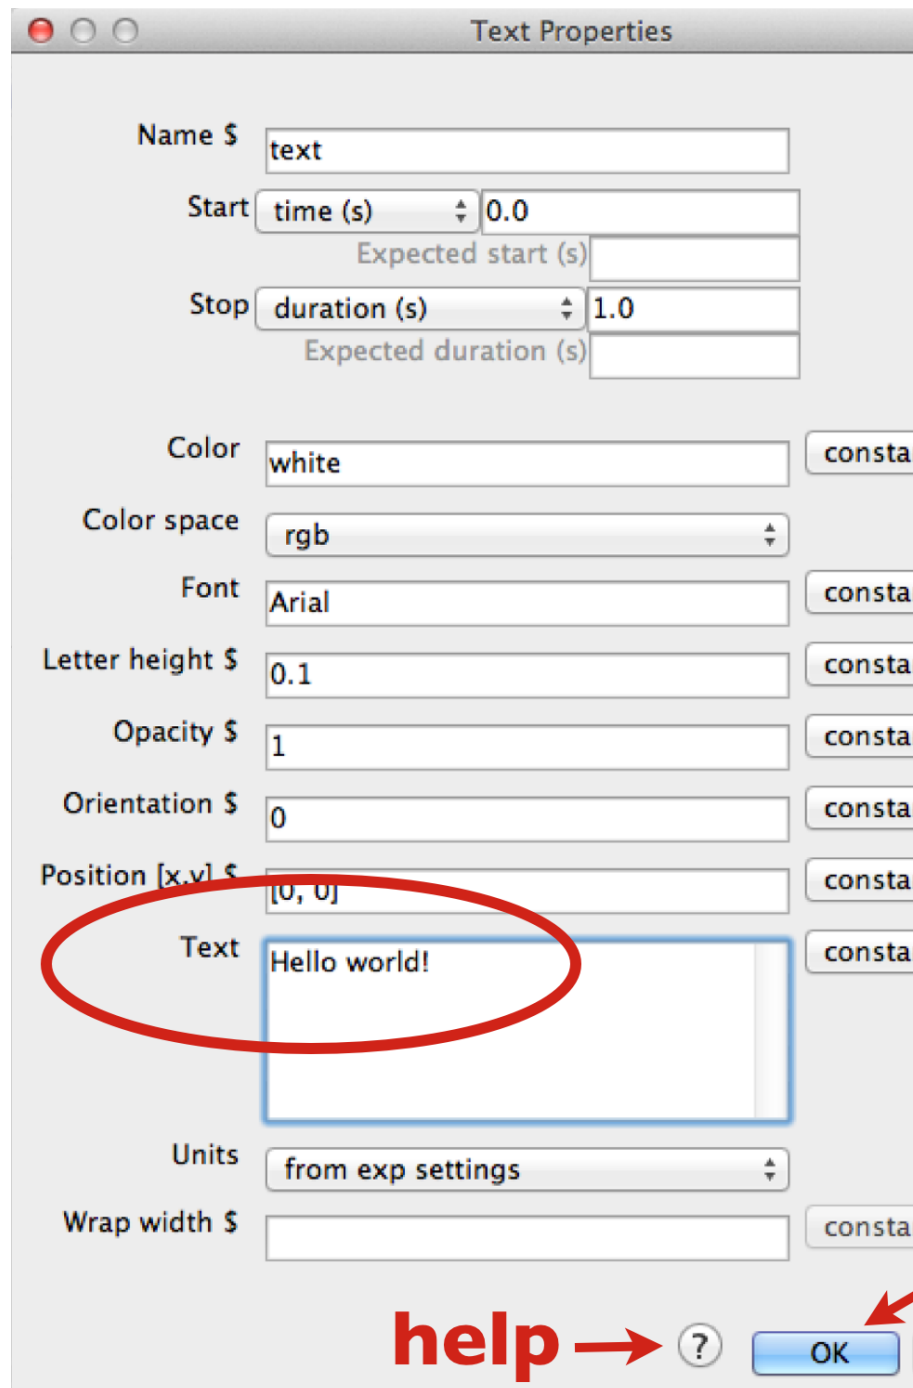 Text Properties
Name $ text
Start time (s) 0.0
Expected start (s)
Stop duration (s) 1.0
Expected duration (s)
Color white consta
Color space rgb
Font Arial consta
Letter height $ 0.1 consta
Opacity $ 1 consta
Orientation $ 0 consta
Position [x,y] $ [0, 0] consta
Text Hello world! consta
Units from exp settings
Wrap width $ consta
help ? OK